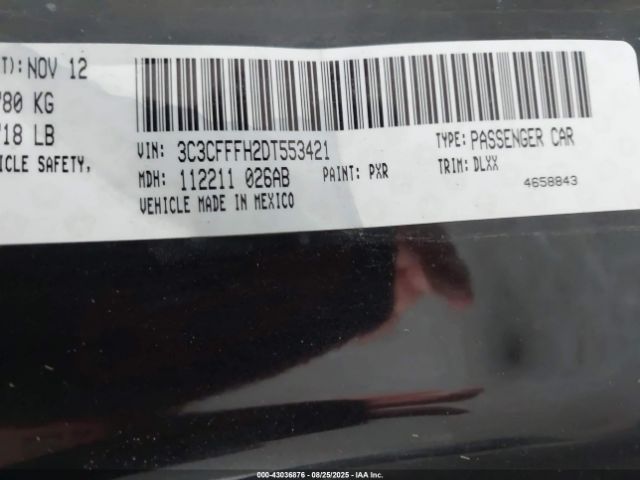 T): NOV 12
780 KG
718 LB
ICLE SAFETY,
VIN: 3C3CFFFH2DT553421
TYPE: PASSENGER CAR
MDH: 112211 026AB
PAINT: PXR
TRIM: DLXX
VEHICLE MADE IN MEXICO
4658843
000-43036876 - 08/25/2025 - IAA Inc.